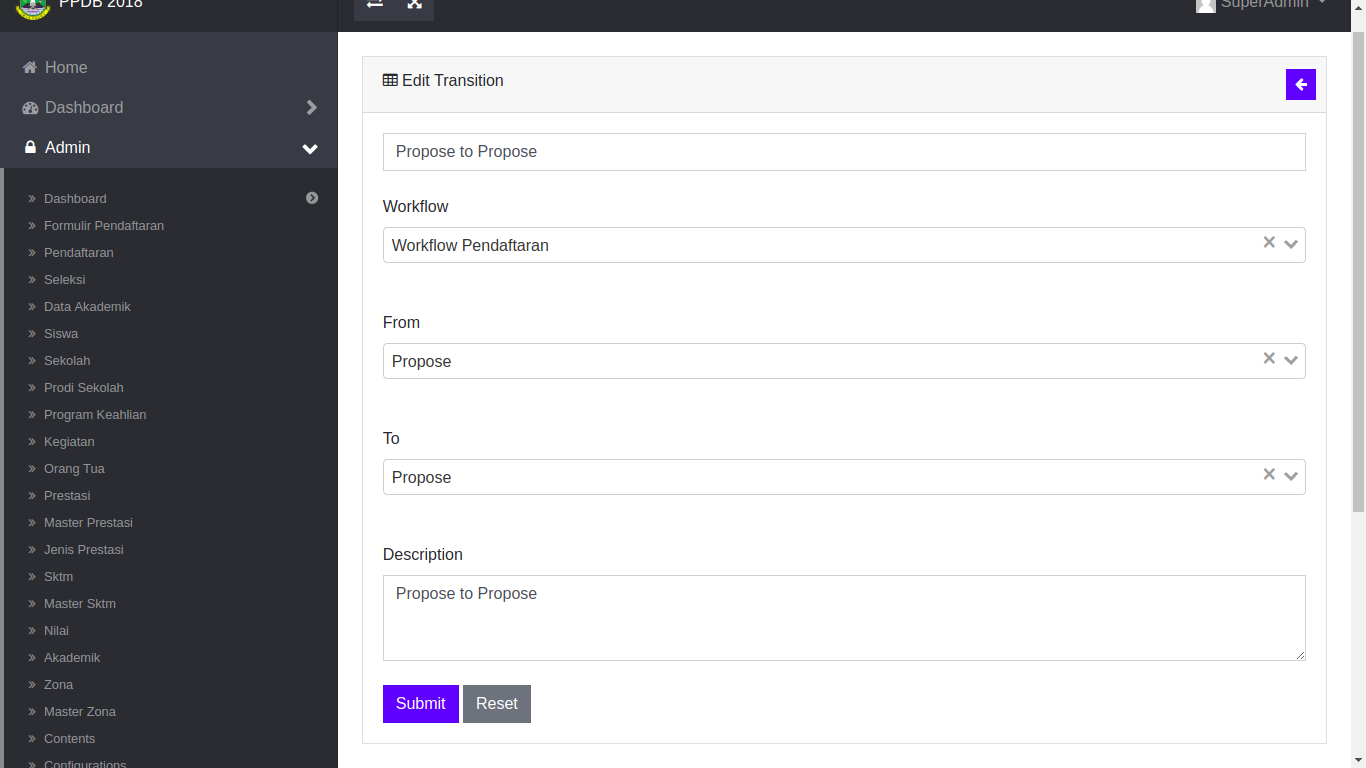 PPDB 2018
SuperAdmin
Home
Dashboard
Admin
Dashboard
Formulir Pendaftaran
Pendaftaran
Seleksi
Data Akademik
Siswa
Sekolah
Prodi Sekolah
Program Keahlian
Kegiatan
Orang Tua
Prestasi
Master Prestasi
Jenis Prestasi
Sktm
Master Sktm
Nilai
Akademik
Zona
Master Zona
Contents
Configurations
Edit Transition
Propose to Propose
Workflow
Workflow Pendaftaran
From
Propose
To
Propose
Description
Propose to Propose
Submit Reset